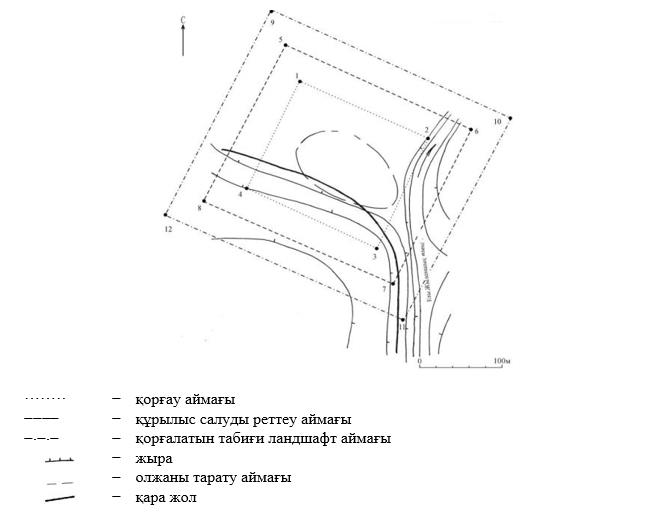 С
9
5
10
1
6
2
4
8
12
3
7
11
0 100м
........ – қорғау аймағы
–––– – құрылыс салуды реттеу аймағы
–·–·– – қорғалатын табиғи ландшафт аймағы
– жыра
– олжаны тарату аймағы
– қара жол